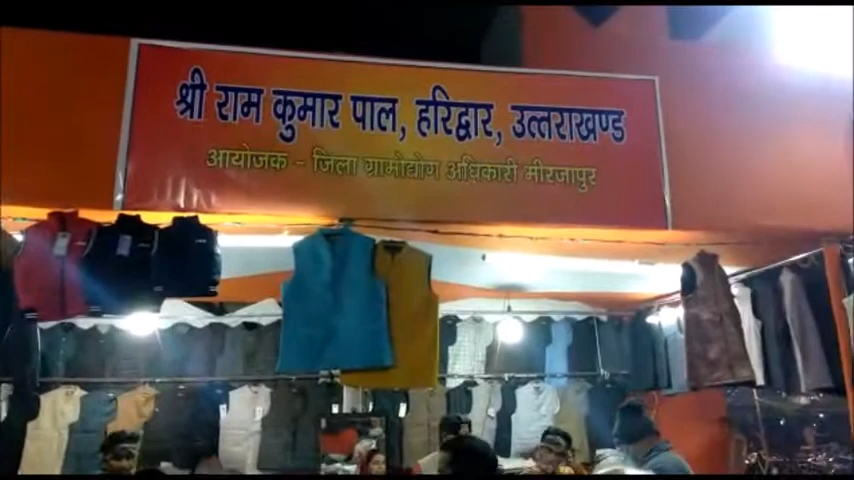 श्री राम कुमार पाल, हरिद्वार, उत्तराखण्ड
आयोजक - जिला ग्रामोद्योग अधिकारी मीरजापुर